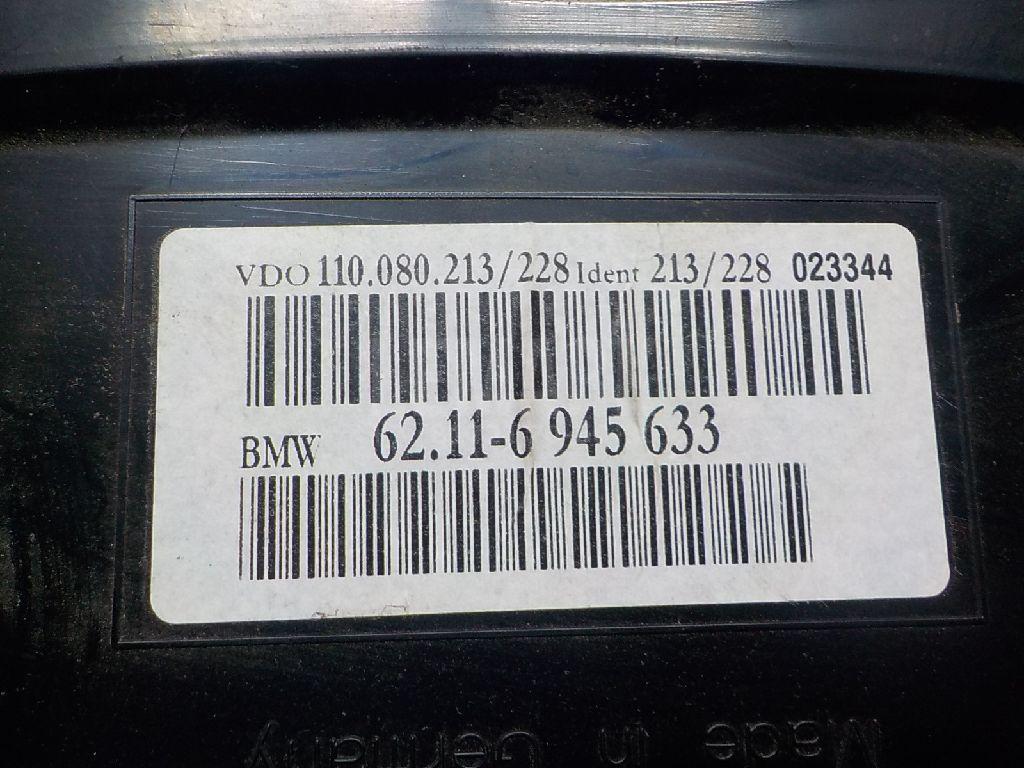 VDO 110.080.213/228 Ident 213/228 023344
BMW 62.11-6 945 633
Made in Germany